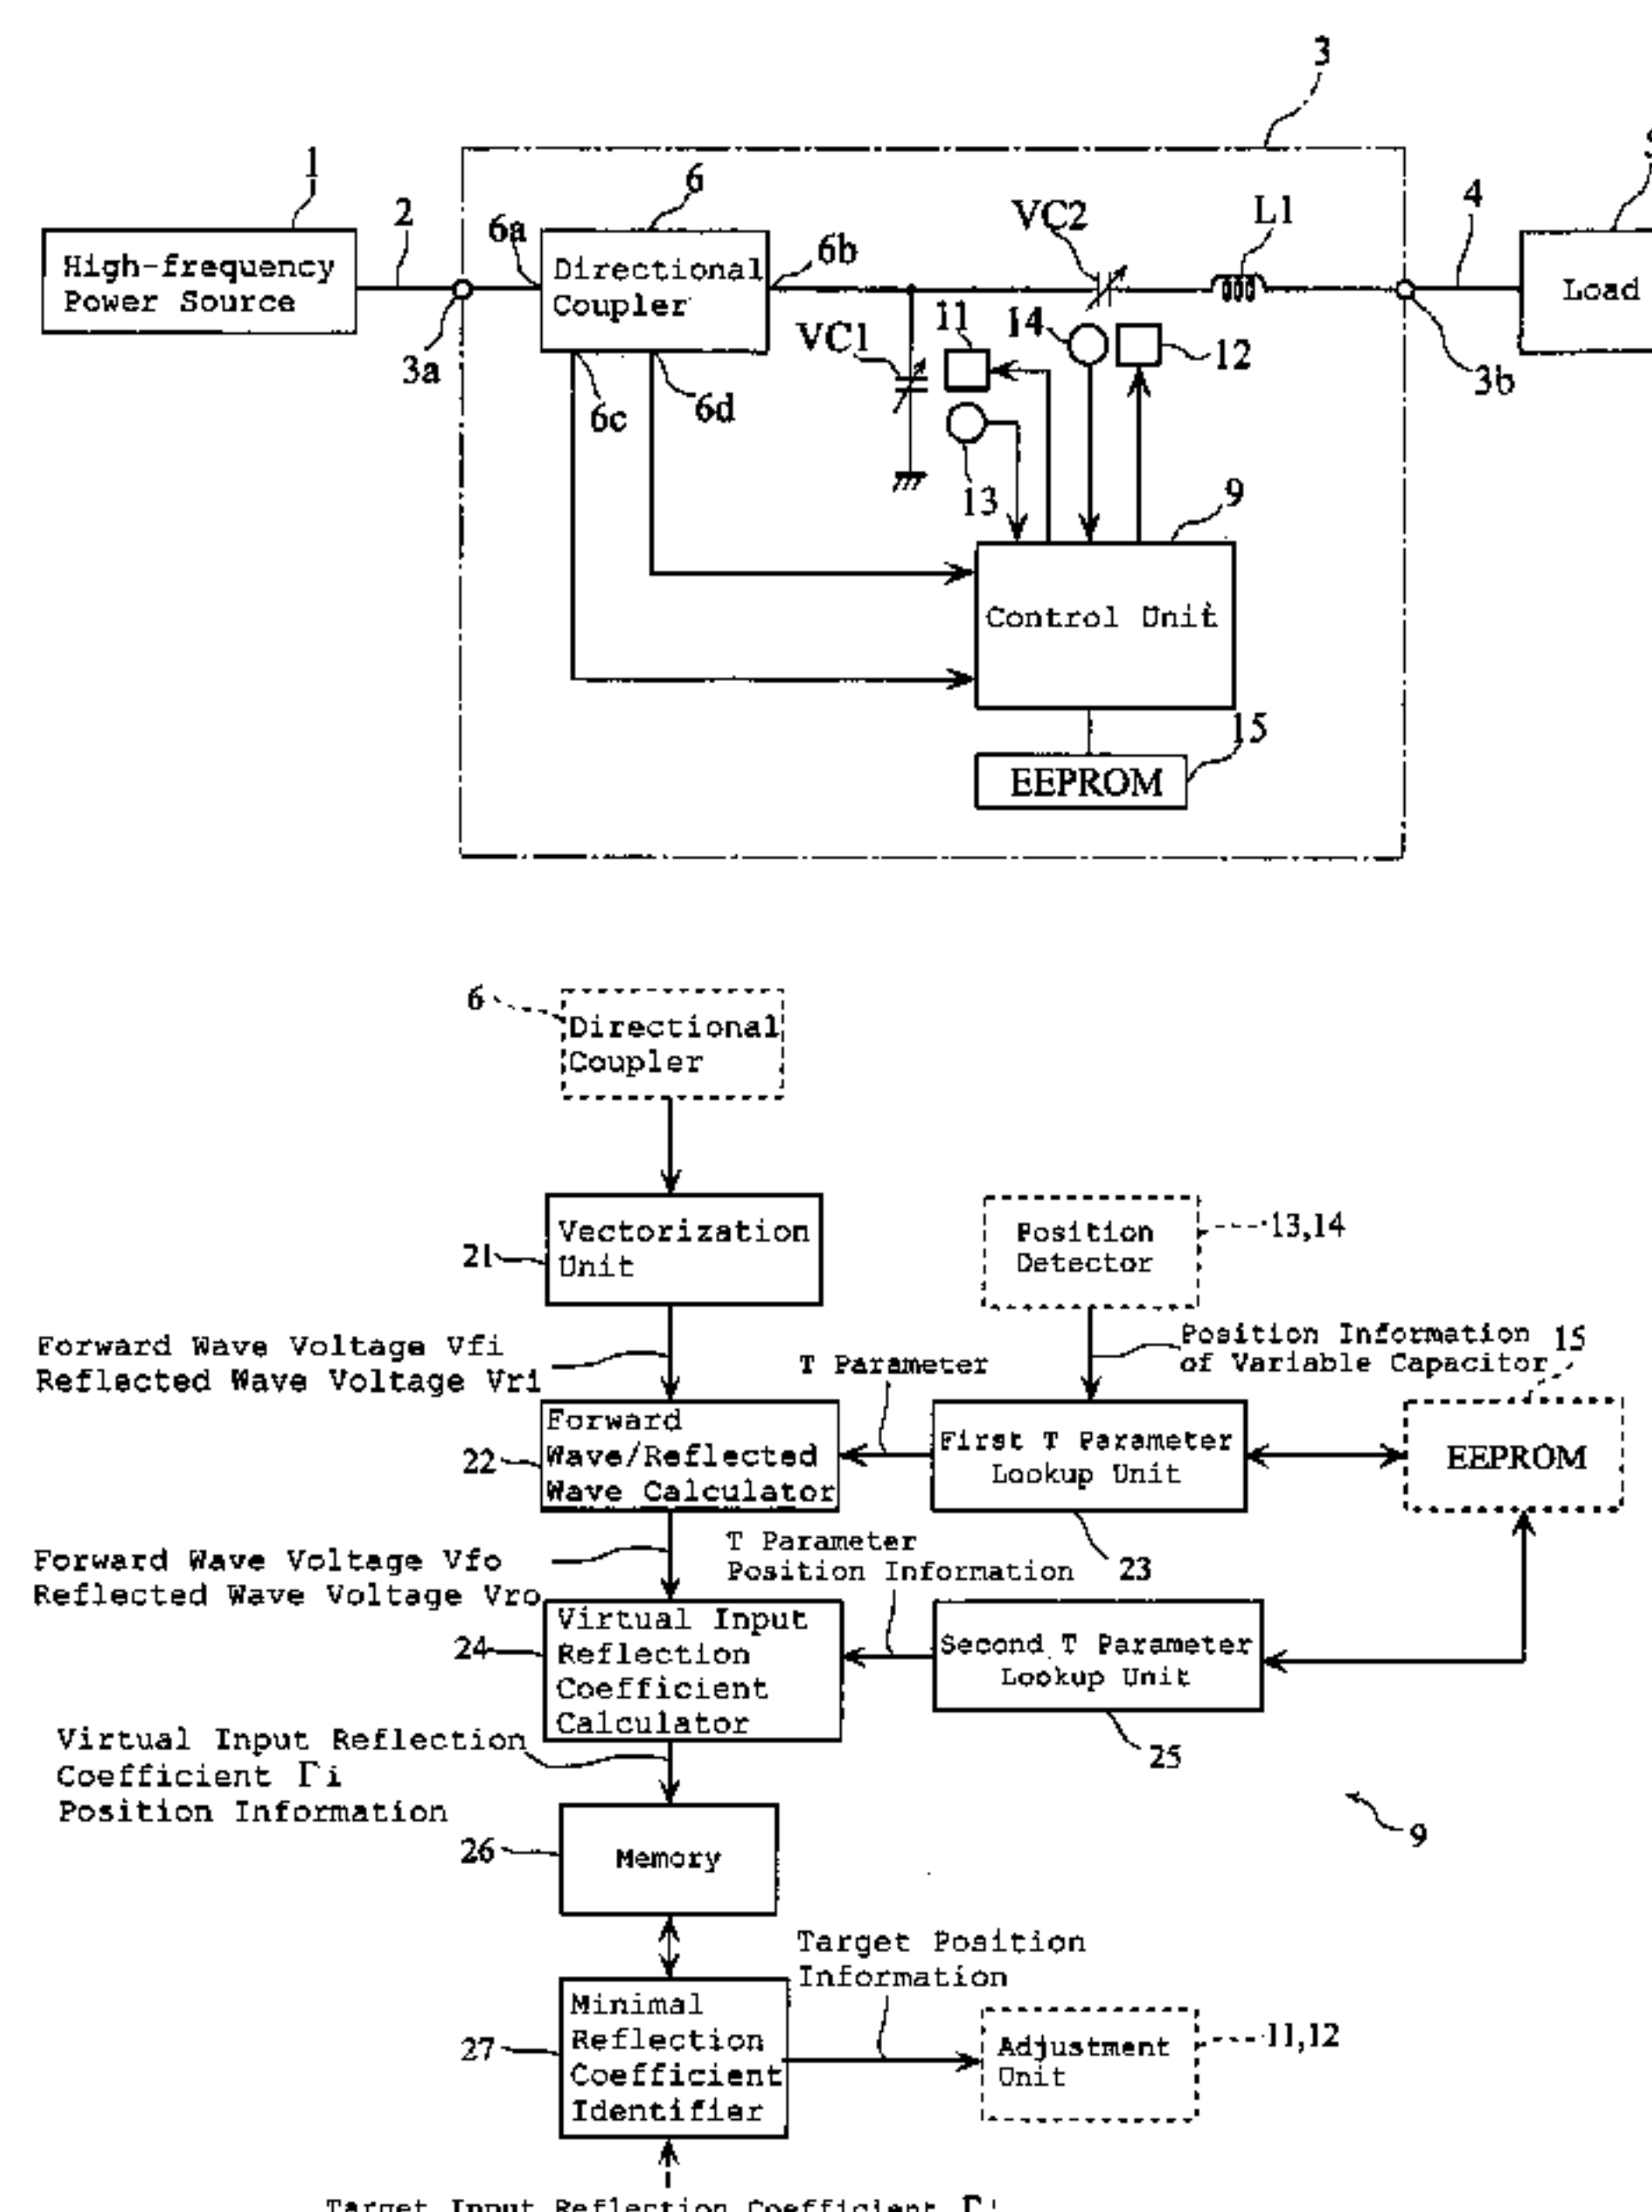 3
1
2
6a
6
6b
VC2
L1
4
High-frequency
Power Source
Directional
Coupler
Load
3a
VC1
11
14
12
3b
6c
6d
13
9
Control Unit
15
EEPROM
6
Directional
Coupler
21
Vectorization
Unit
Position
Detector
13,14
Forward Wave Voltage Vfi
Reflected Wave Voltage Vri
T Parameter
Position Information
of Variable Capacitor
15
22
Forward
Wave/Reflected
Wave Calculator
First T Parameter
Lookup Unit
EEPROM
23
Forward Wave Voltage Vfo
Reflected Wave Voltage Vro
T Parameter
Position Information
24
Virtual Input
Reflection
Coefficient
Calculator
Second T Parameter
Lookup Unit
25
Virtual Input Reflection
Coefficient Γi
Position Information
9
26
Memory
Target Position
Information
27
Minimal
Reflection
Coefficient
Identifier
Adjustment
Unit
11,12
Target Input Reflection Coefficient